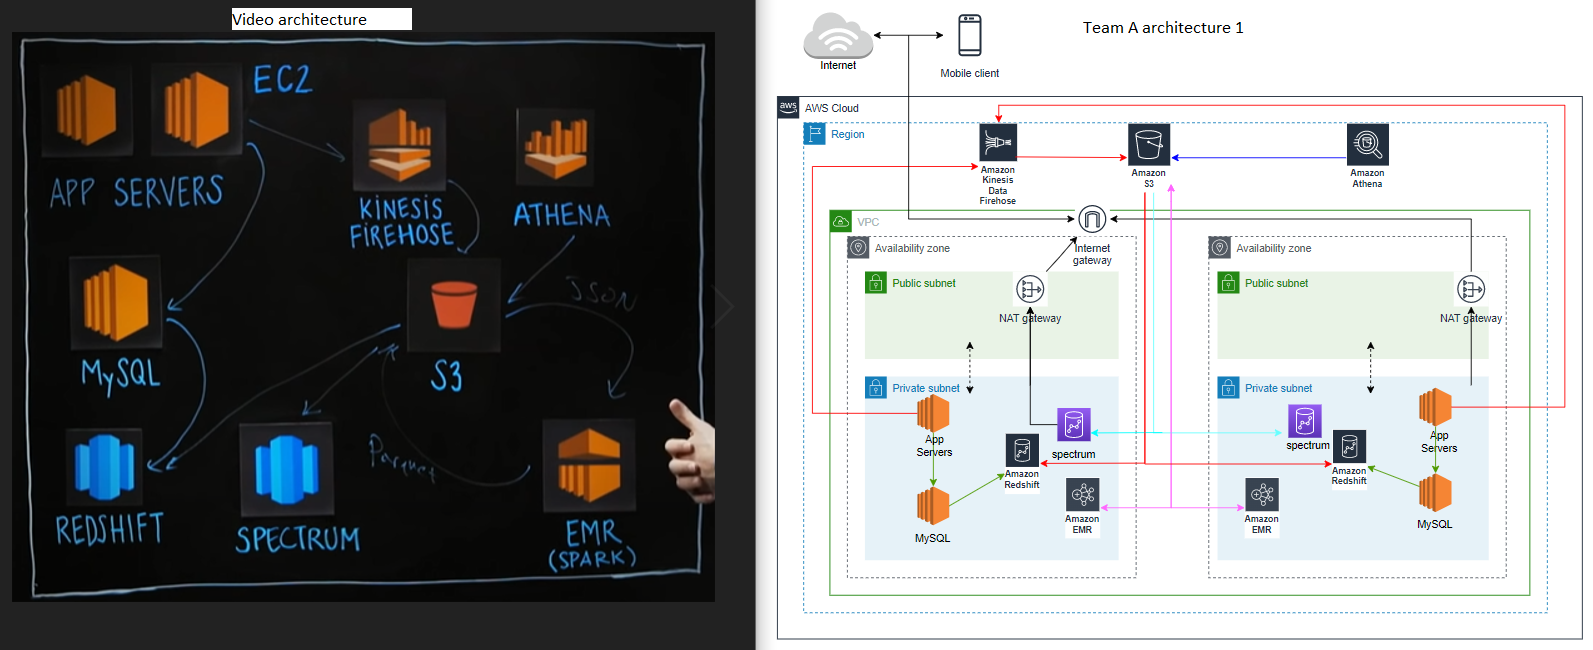 Video architecture
EC2
APP SERVERS
KINESIS
FIREHOSE
ATHENA
JSON
MySQL
S3
Parquet
REDSHIFT
SPECTRUM
EMR
(SPARK)
Team A architecture 1
Internet
Mobile client
aws
AWS Cloud
Region
Amazon
Kinesis
Data
Firehose
Amazon
S3
Amazon
Athena
VPC
Availability zone
Internet
gateway
Public subnet
NAT gateway
Private subnet
App
Servers
spectrum
Amazon
Redshift
Amazon
EMR
MySQL
Availability zone
Public subnet
NAT gateway
Private subnet
App
Servers
spectrum
Amazon
Redshift
Amazon
EMR
MySQL